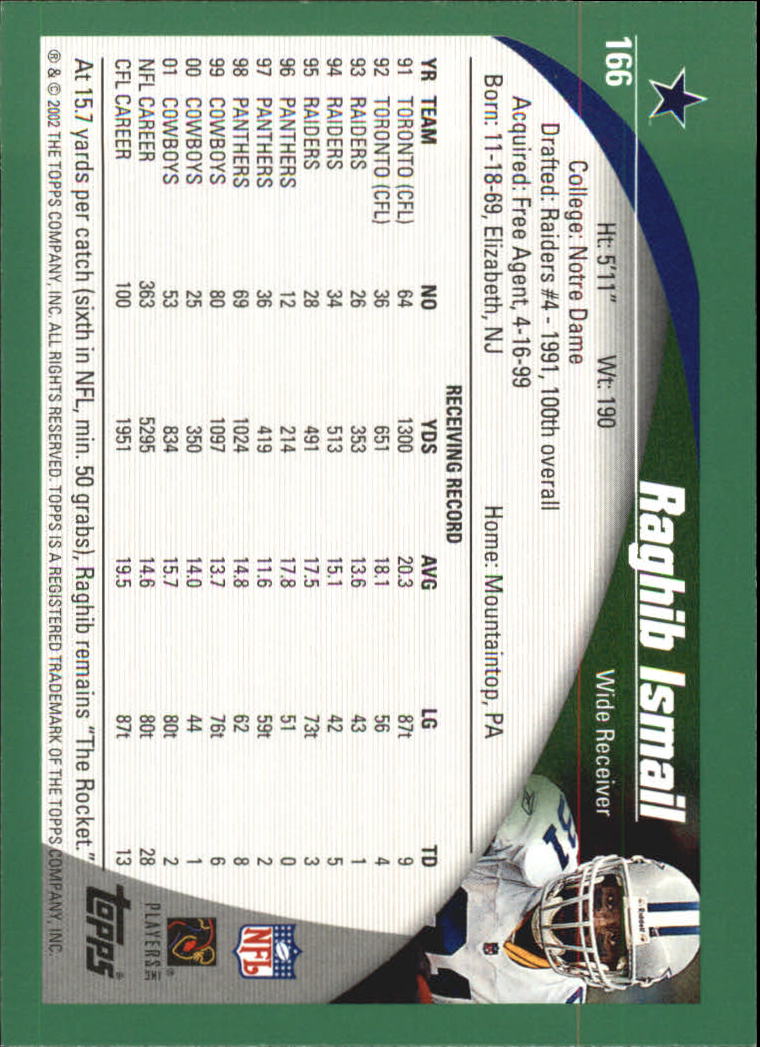 166
Raghib Ismail
Ht: 5'11" Wt: 190 Wide Receiver
College: Notre Dame
Drafted: Raiders #4 - 1991, 100th overall
Acquired: Free Agent, 4-16-99
Born: 11-18-69, Elizabeth, NJ Home: Mountaintop, PA
RECEIVING RECORD
YR TEAM NO YDS AVG LG TD
91 TORONTO (CFL) 64 1300 20.3 87t 9
92 TORONTO (CFL) 36 651 18.1 56 4
93 RAIDERS 26 353 13.6 43 1
94 RAIDERS 34 513 15.1 42 5
95 RAIDERS 28 491 17.5 73t 3
96 PANTHERS 12 214 17.8 51 0
97 PANTHERS 36 419 11.6 59t 2
98 PANTHERS 69 1024 14.8 62 8
99 COWBOYS 80 1097 13.7 76t 6
00 COWBOYS 25 350 14.0 44 1
01 COWBOYS 53 834 15.7 80t 2
NFL CAREER 363 5295 14.6 80t 28
CFL CAREER 100 1951 19.5 87t 13
At 15.7 yards per catch (sixth in NFL, min. 50 grabs), Raghib remains "The Rocket."
® & © 2002 THE TOPPS COMPANY, INC. ALL RIGHTS RESERVED. TOPPS IS A REGISTERED TRADEMARK OF THE TOPPS COMPANY, INC.
Riddell
81
NFL
PLAYERS INC
®
topps®